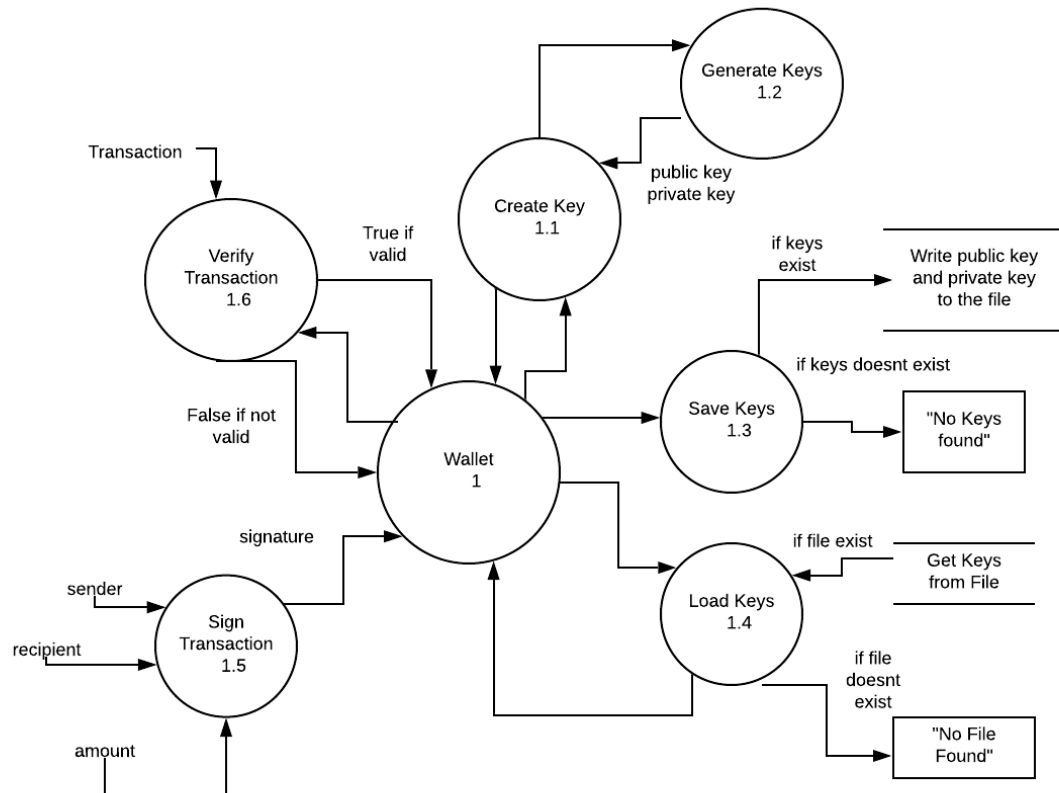 Generate Keys
1.2
Transaction
public key
private key
Create Key
1.1
Verify
Transaction
1.6
True if
valid
if keys
exist
Write public key
and private key
to the file
if keys doesnt exist
False if not
valid
Save Keys
1.3
"No Keys
found"
Wallet
1
signature
if file exist
Get Keys
from File
sender
Load Keys
1.4
Sign
Transaction
1.5
recipient
if file
doesnt
exist
amount
"No File
Found"